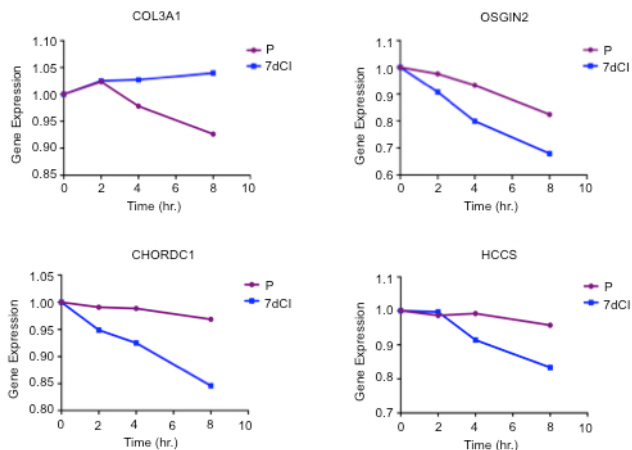 COL3A1
Gene Expression
1.10
1.05
1.00
0.95
0.90
0.85
0 2 4 6 8 10
Time (hr.)
P
7dCI
OSGIN2
Gene Expression
1.1
1.0
0.9
0.8
0.7
0.6
0 2 4 6 8 10
Time (hr.)
P
7dCI
CHORDC1
Gene Expression
1.05
1.00
0.95
0.90
0.85
0.80
0 2 4 6 8 10
Time (hr.)
P
7dCI
HCCS
Gene Expression
1.1
1.0
0.9
0.8
0.7
0 2 4 6 8 10
Time (hr.)
P
7dCI